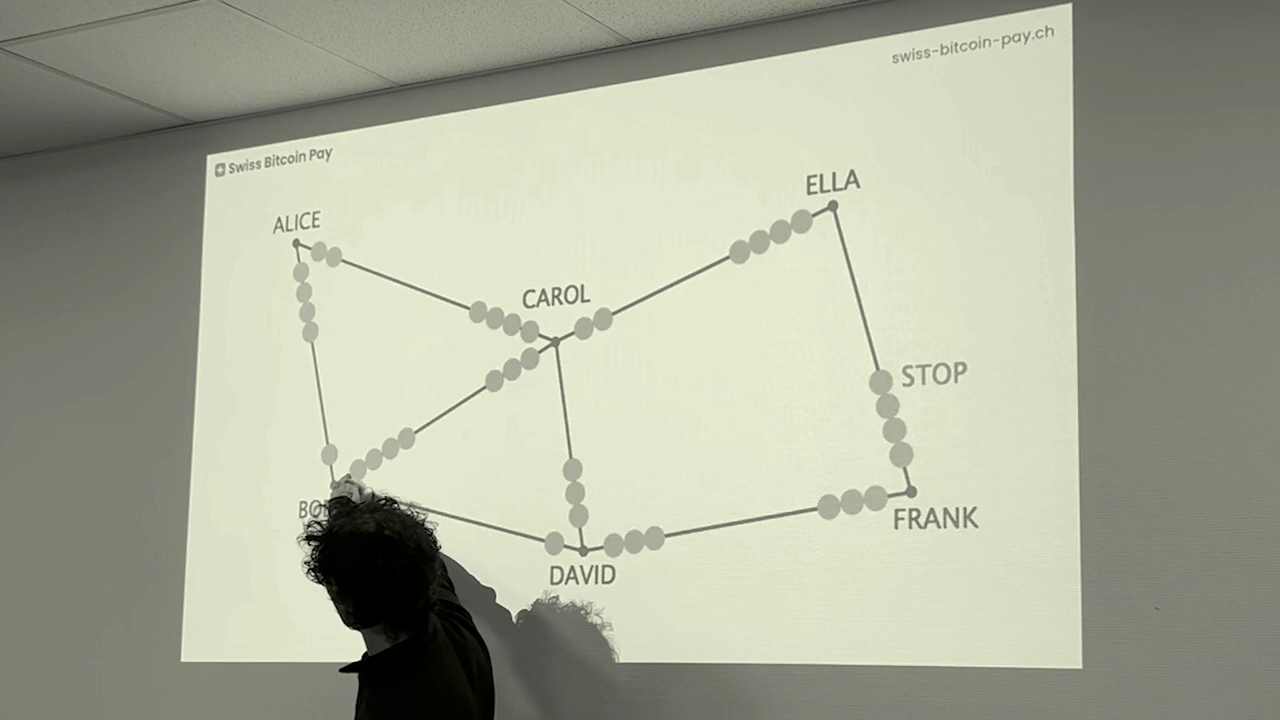 swiss-bitcoin-pay.ch
Swiss Bitcoin Pay
ELLA
ALICE
CAROL
STOP
FRANK
DAVID